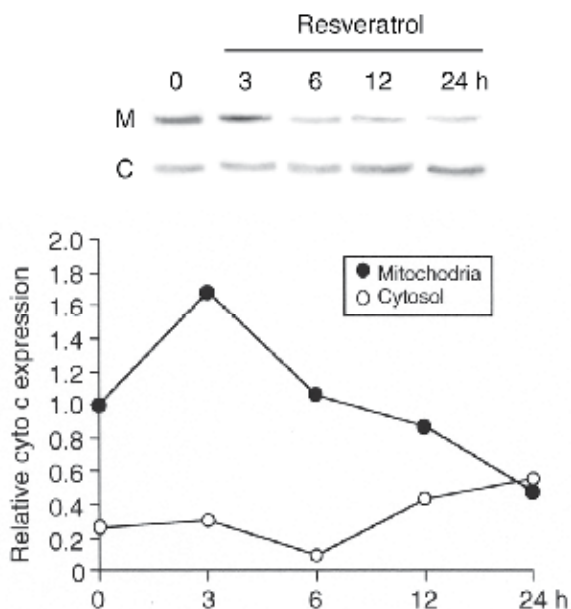 Resveratrol
0 3 6 12 24 h
M
C
Relative cyto c expression
2.0
1.8
1.6
1.4
1.2
1.0
0.8
0.6
0.4
0.2
0
Mitochodria
Cytosol
0 3 6 12 24 h